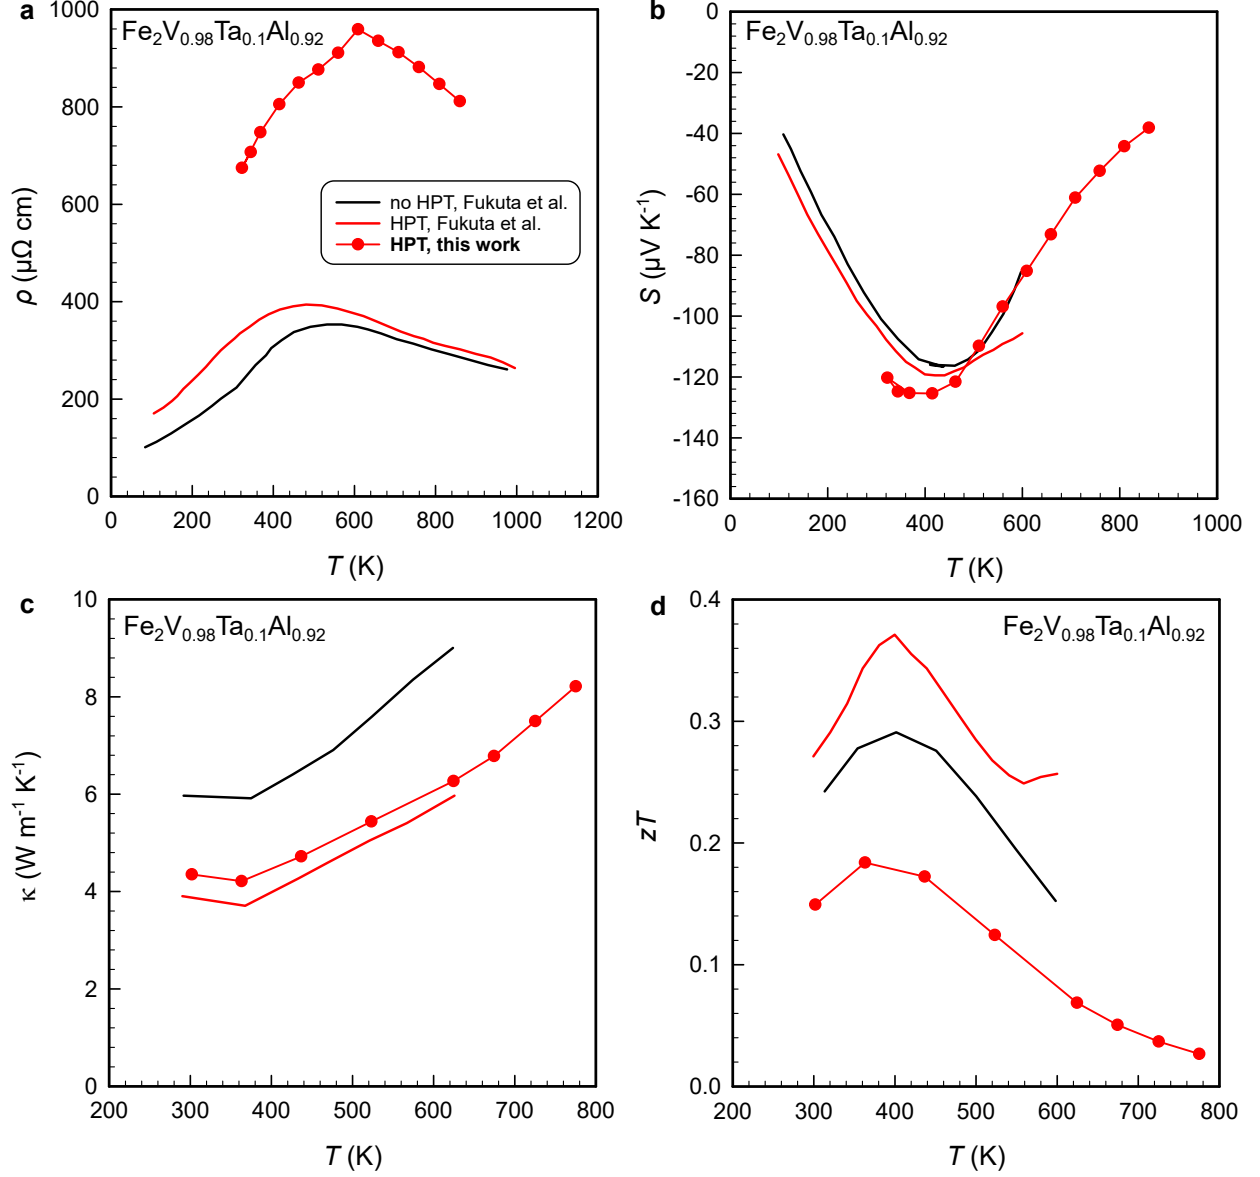 a
Fe₂V₀.₉₈Ta₀.₁Al₀.₉₂
1000
800
600
400
200
0
ρ (μΩ cm)
no HPT, Fukuta et al.
HPT, Fukuta et al.
HPT, this work
0 200 400 600 800 1000 1200
T (K)
b
Fe₂V₀.₉₈Ta₀.₁Al₀.₉₂
0
-20
-40
-60
-80
-100
-120
-140
-160
S (μV K⁻¹)
0 200 400 600 800 1000
T (K)
c
Fe₂V₀.₉₈Ta₀.₁Al₀.₉₂
10
8
6
4
2
0
κ (W m⁻¹ K⁻¹)
200 300 400 500 600 700 800
T (K)
d
Fe₂V₀.₉₈Ta₀.₁Al₀.₉₂
0.4
0.3
0.2
0.1
0.0
zT
200 300 400 500 600 700 800
T (K)